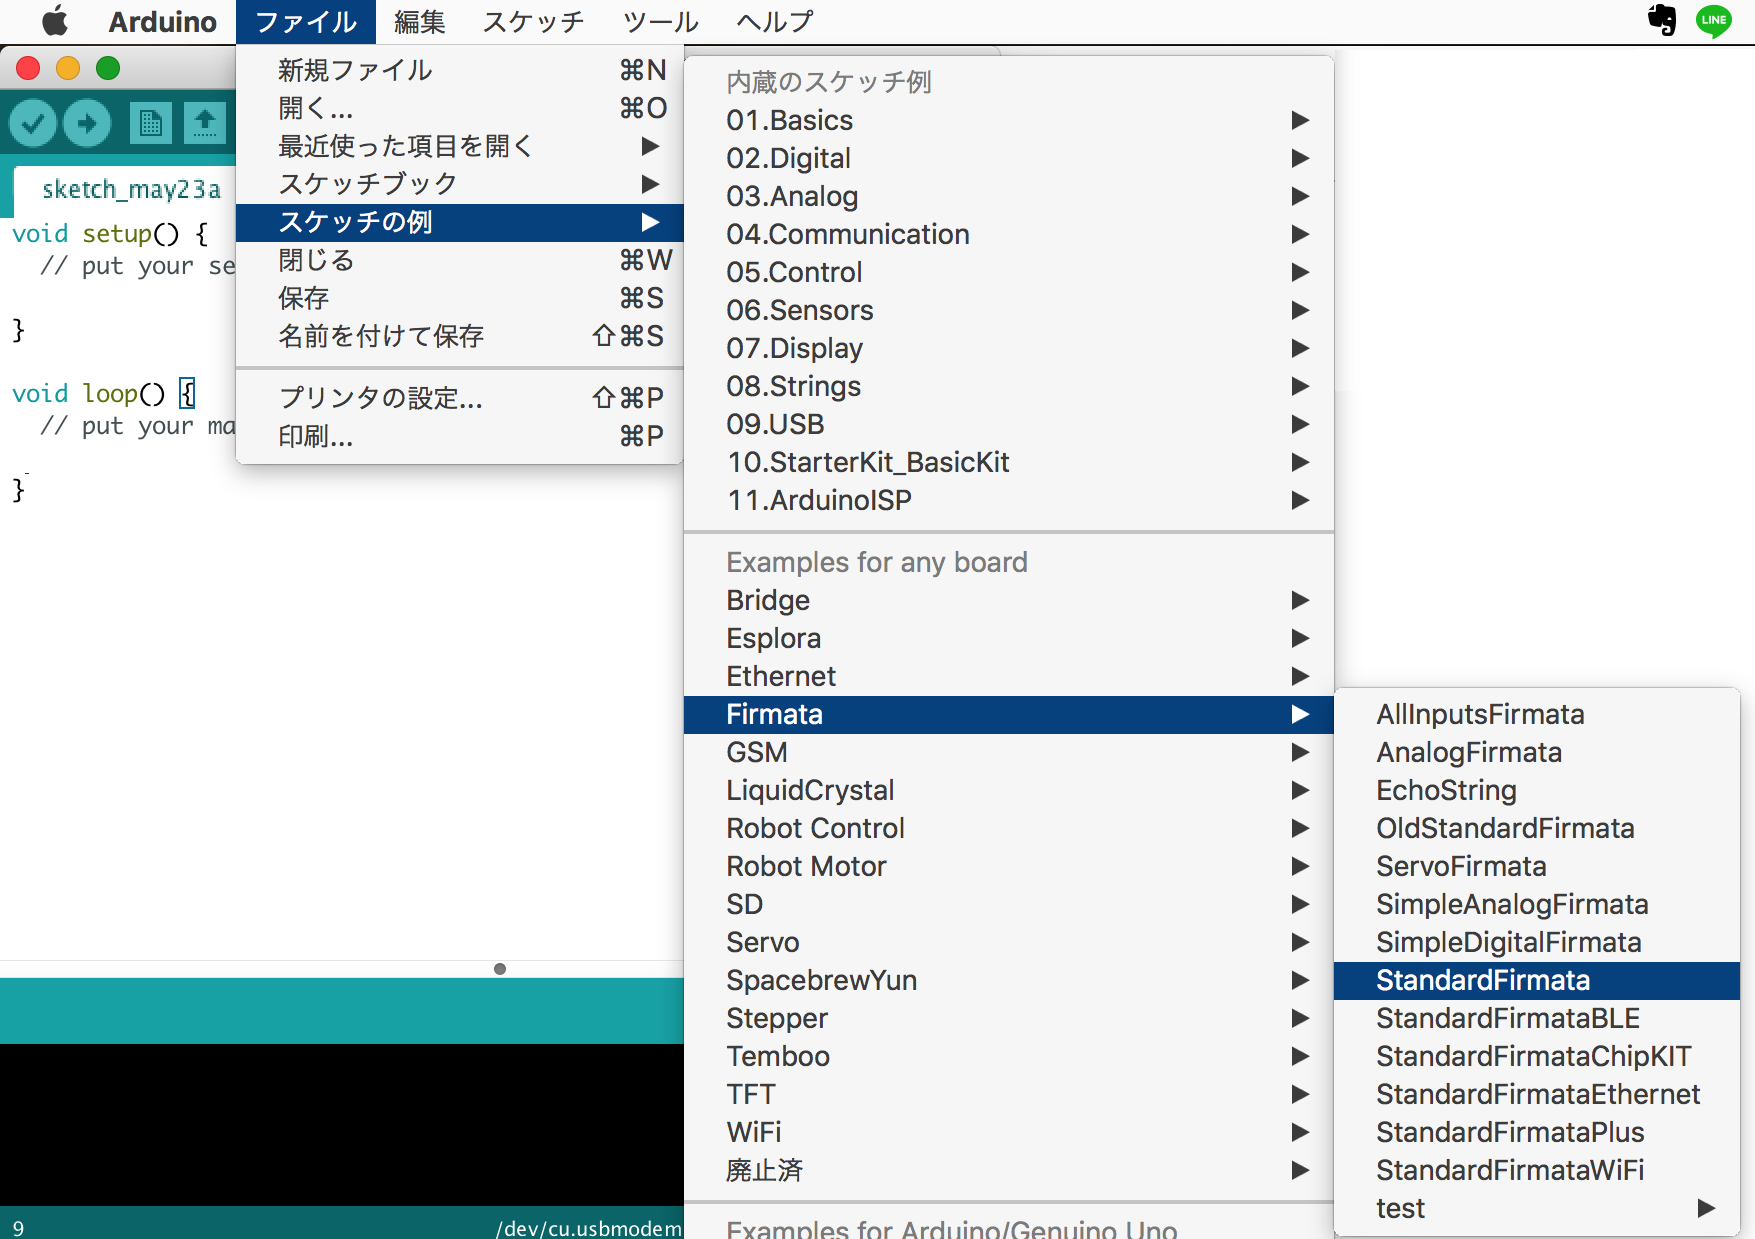 Arduino ファイル 編集 スケッチ ツール ヘルプ
LINE
新規ファイル ⌘N
開く... ⌘O
最近使った項目を開く ▶
スケッチブック ▶
スケッチの例 ▶
閉じる ⌘W
保存 ⌘S
名前を付けて保存 ⇧⌘S
プリンタの設定... ⇧⌘P
印刷... ⌘P
sketch_may23a
void setup() {
// put your se
}
void loop() {
// put your ma
}
9
/dev/cu.usbmodem
内蔵のスケッチ例
01.Basics ▶
02.Digital ▶
03.Analog ▶
04.Communication ▶
05.Control ▶
06.Sensors ▶
07.Display ▶
08.Strings ▶
09.USB ▶
10.StarterKit_BasicKit ▶
11.ArduinoISP ▶
Examples for any board
Bridge ▶
Esplora ▶
Ethernet ▶
Firmata ▶
GSM ▶
LiquidCrystal ▶
Robot Control ▶
Robot Motor ▶
SD ▶
Servo ▶
SpacebrewYun ▶
Stepper ▶
Temboo ▶
TFT ▶
WiFi ▶
廃止済 ▶
Examples for Arduino/Genuino Uno
AllInputsFirmata
AnalogFirmata
EchoString
OldStandardFirmata
ServoFirmata
SimpleAnalogFirmata
SimpleDigitalFirmata
StandardFirmata
StandardFirmataBLE
StandardFirmataChipKIT
StandardFirmataEthernet
StandardFirmataPlus
StandardFirmataWiFi
test ▶